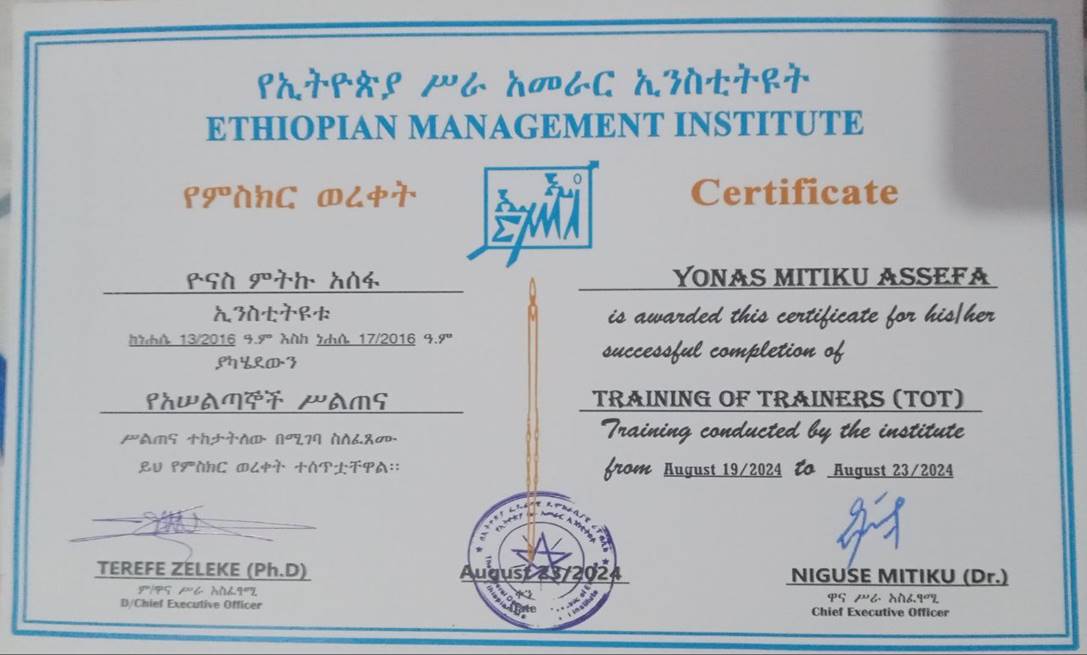 የኢትዮጵያ ሥራ አመራር ኢንስቲትዩት
ETHIOPIAN MANAGEMENT INSTITUTE
የምስክር ወረቀት
ዮናስ ምትኩ አሰፋ
ኢንስቲትዩቱ
ከነሐሴ 13/2016 ዓ.ም እስከ ነሐሴ 17/2016 ዓ.ም
ያካሄደውን
የአሠልጣኞች ሥልጠና
ሥልጠና ተከታትለው በሚገባ ስለፈጸሙ
ይህ የምስክር ወረቀት ተሰጥቷቸዋል፡፡
Certificate
YONAS MITIKU ASSEFA
is awarded this certificate for his/her
successful completion of
TRAINING OF TRAINERS (TOT)
Training conducted by the institute
from August 19/2024 to August 23/2024
TEREFE ZELEKE (Ph.D)
ም/ዋና ሥራ አስፈፃሚ
D/Chief Executive Officer
August 23/2024
ቀን
Date
NIGUSE MITIKU (Dr.)
ዋና ሥራ አስፈፃሚ
Chief Executive Officer